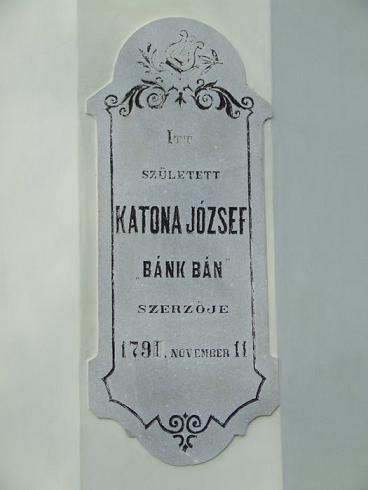 ITT
SZÜLETETT
KATONA JÓZSEF
„BÁNK BÁN"
SZERZŐJE
1791. NOVEMBER 11